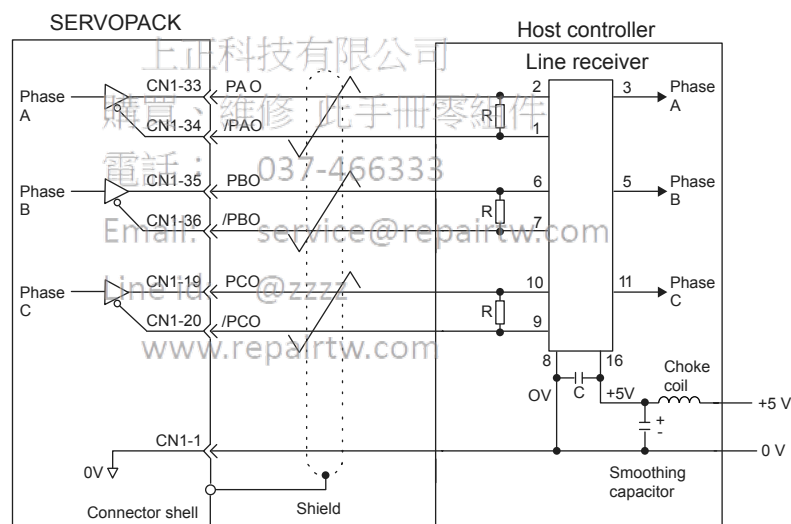 SERVOPACK
Host controller
上正科技有限公司
Line receiver
Phase A
CN1-33
PAO
2
3
Phase A
購買、維修 此手冊零組件
R
CN1-34
/PAO
1
電話： 037-466333
Phase B
CN1-35
PBO
6
5
Phase B
R
CN1-36
/PBO
7
Email: service@repairtw.com
Phase C
CN1-19
PCO
10
11
Phase C
Line id: @zzzz
R
CN1-20
/PCO
9
www.repairtw.com
8
16
Choke coil
0V
C
+5V
+5 V
+
-
CN1-1
0 V
0V
Smoothing capacitor
Connector shell
Shield